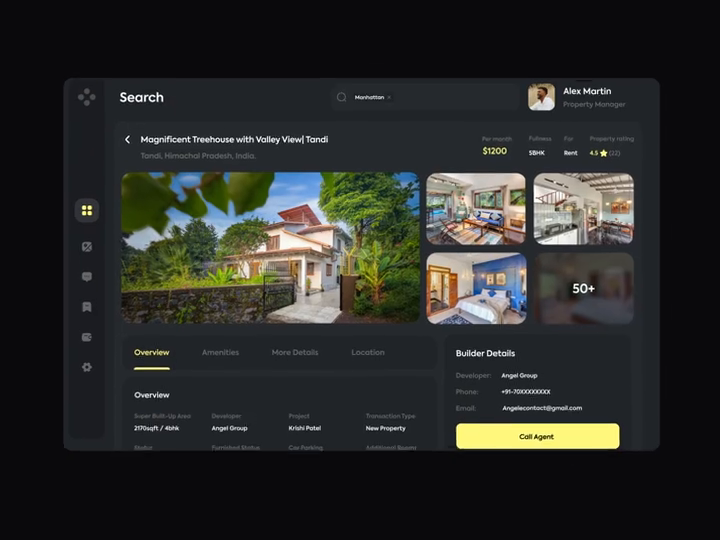 Search
Manhattan ×
Alex Martin
Property Manager
Magnificent Treehouse with Valley View| Tandi
Tandi, Himachal Pradesh, India.
Per month
$1200
5BHK
For
Rent
Property rating
4.5 (22)
50+
Overview
Amenities
More Details
Location
Overview
Super Built-Up Area
Developer
Project
Transaction Type
2170sqft / 4bhk
Angel Group
Krishi Patel
New Property
Status
Furnished Status
Car Parking
Additional Rooms
Builder Details
Developer:
Angel Group
Phone:
+91-70XXXXXXXX
Email:
Angelecontact@gmail.com
Call Agent